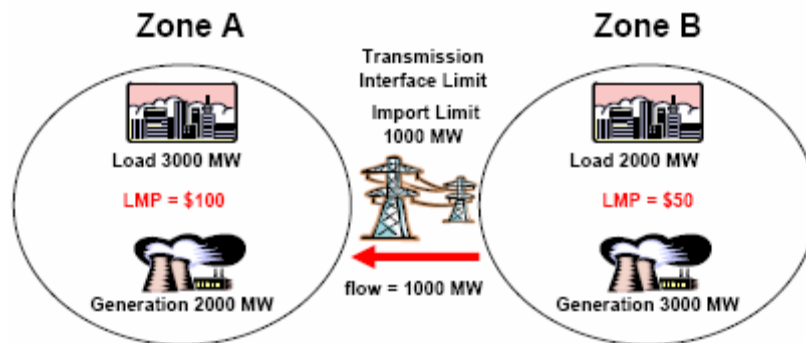 Zone A
Zone B
Transmission
Interface Limit
Import Limit
1000 MW
Load 3000 MW
LMP = $100
Generation 2000 MW
flow = 1000 MW
Load 2000 MW
LMP = $50
Generation 3000 MW